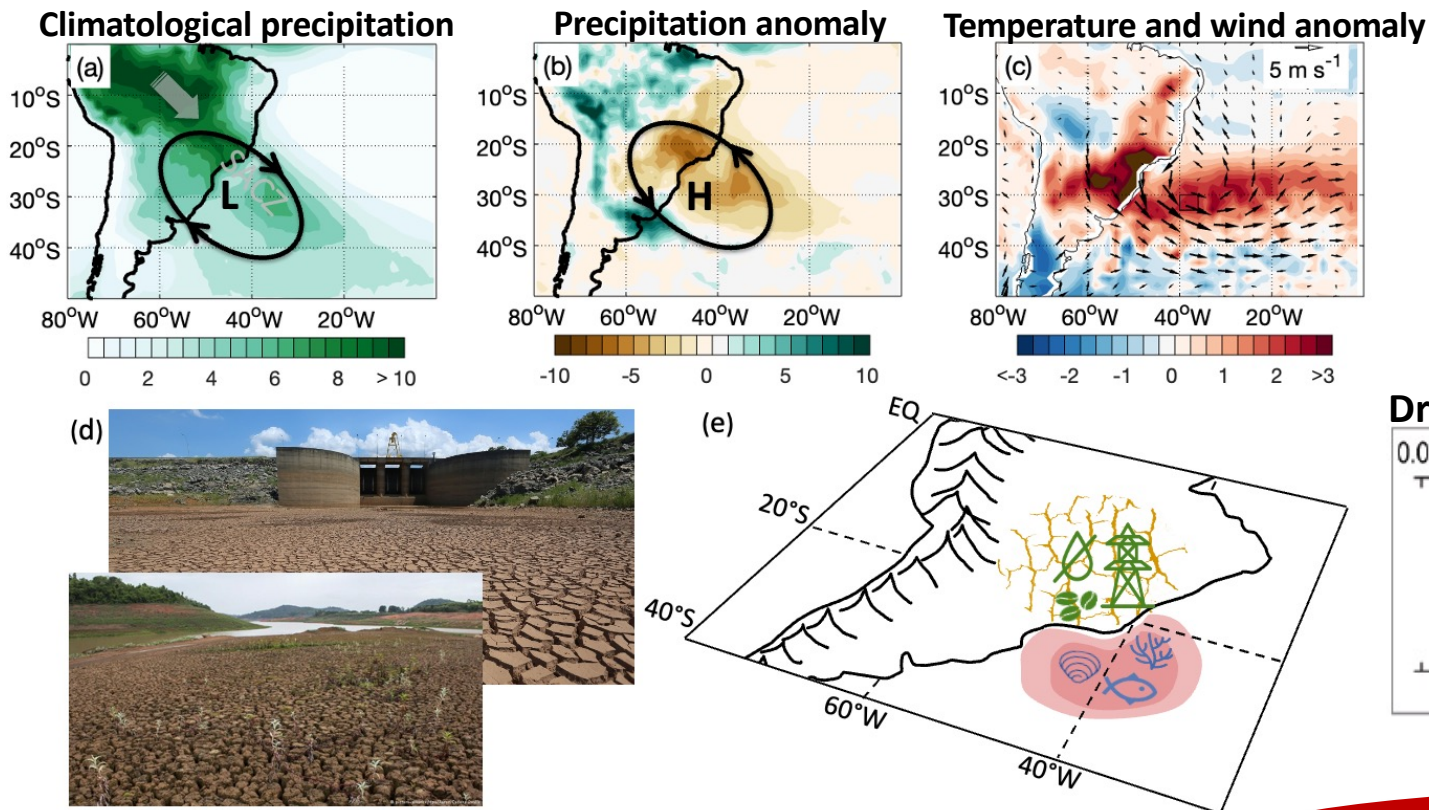 Climatological precipitation
Precipitation anomaly
Temperature and wind anomaly
(a)
L
SACZ
10°S
20°S
30°S
40°S
80°W 60°W 40°W 20°W
0 2 4 6 8 > 10
(b)
H
10°S
20°S
30°S
40°S
80°W 60°W 40°W 20°W
-10 -5 0 5 10
(c)
5 m s⁻¹
10°S
20°S
30°S
40°S
80°W 60°W 40°W 20°W
<-3 -2 -1 0 1 2 >3
(d)
(e)
EQ
20°S
40°S
60°W
40°W
Dr
0.0